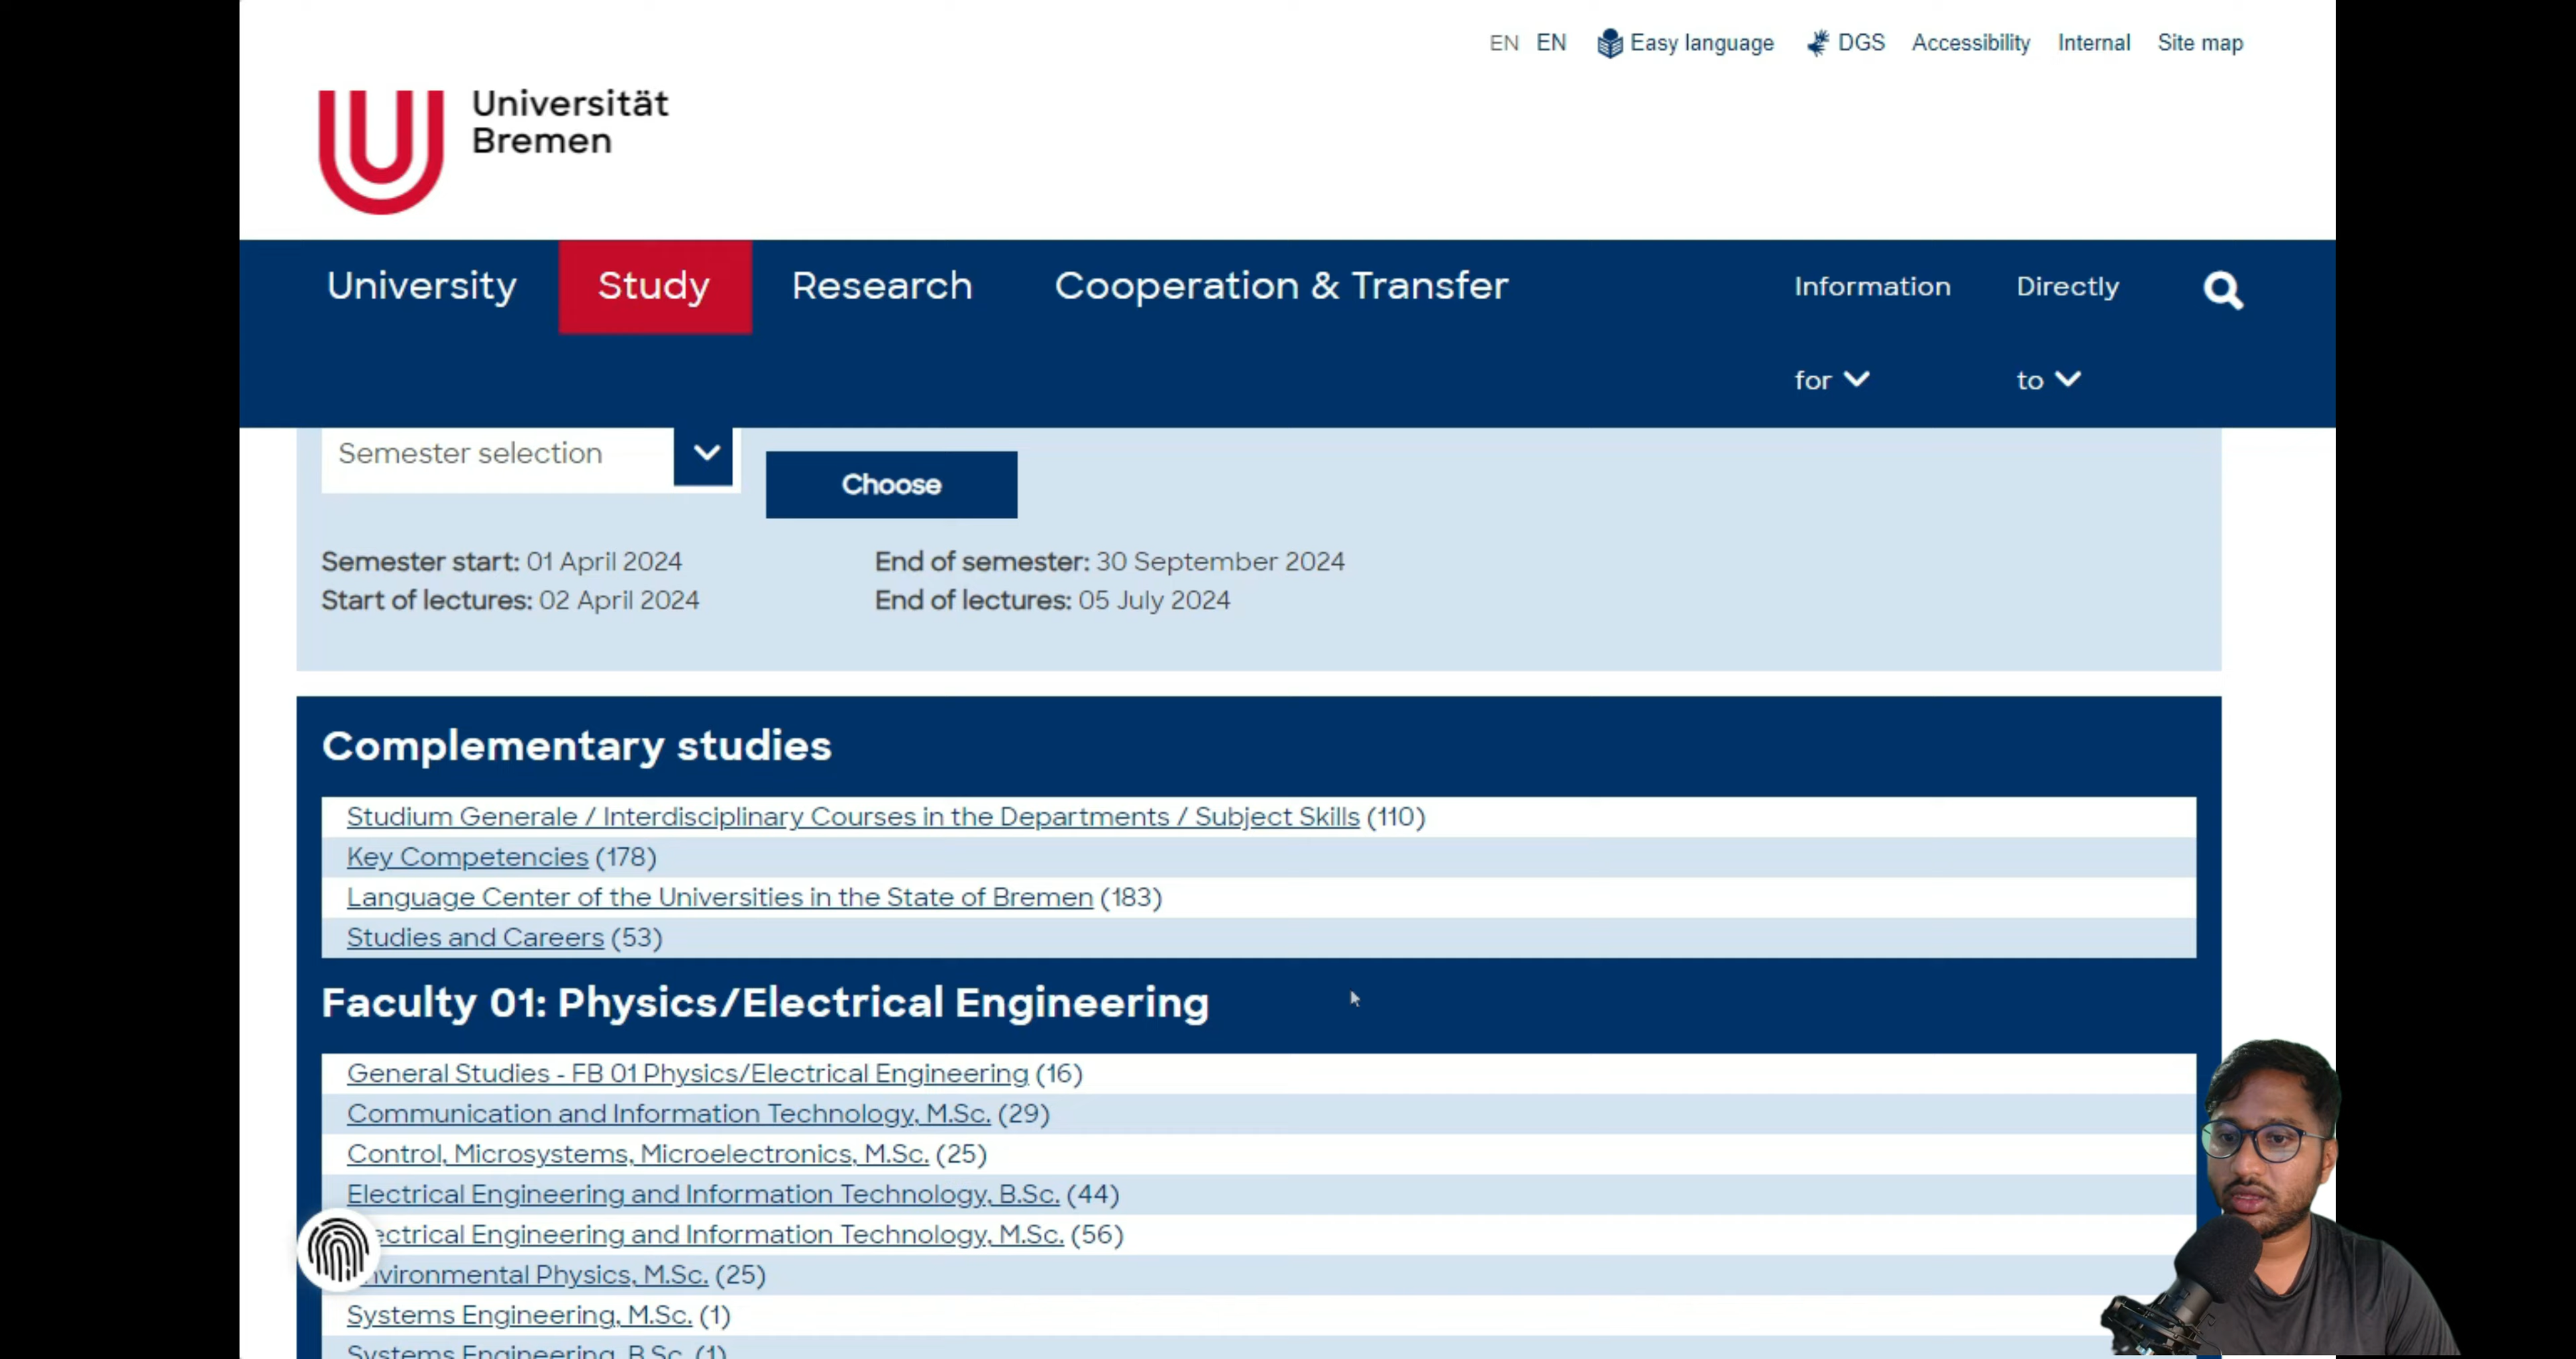 EN EN Easy language DGS Accessibility Internal Site map
Universität
Bremen
University Study Research Cooperation & Transfer Information for Directly to
Semester selection
Choose
Semester start: 01 April 2024 End of semester: 30 September 2024
Start of lectures: 02 April 2024 End of lectures: 05 July 2024
Complementary studies
Studium Generale / Interdisciplinary Courses in the Departments / Subject Skills (110)
Key Competencies (178)
Language Center of the Universities in the State of Bremen (183)
Studies and Careers (53)
Faculty 01: Physics/Electrical Engineering
General Studies - FB 01 Physics/Electrical Engineering (16)
Communication and Information Technology, M.Sc. (29)
Control, Microsystems, Microelectronics, M.Sc. (25)
Electrical Engineering and Information Technology, B.Sc. (44)
ectrical Engineering and Information Technology, M.Sc. (56)
nvironmental Physics, M.Sc. (25)
Systems Engineering, M.Sc. (1)
Systems Engineering, B.Sc. (1)